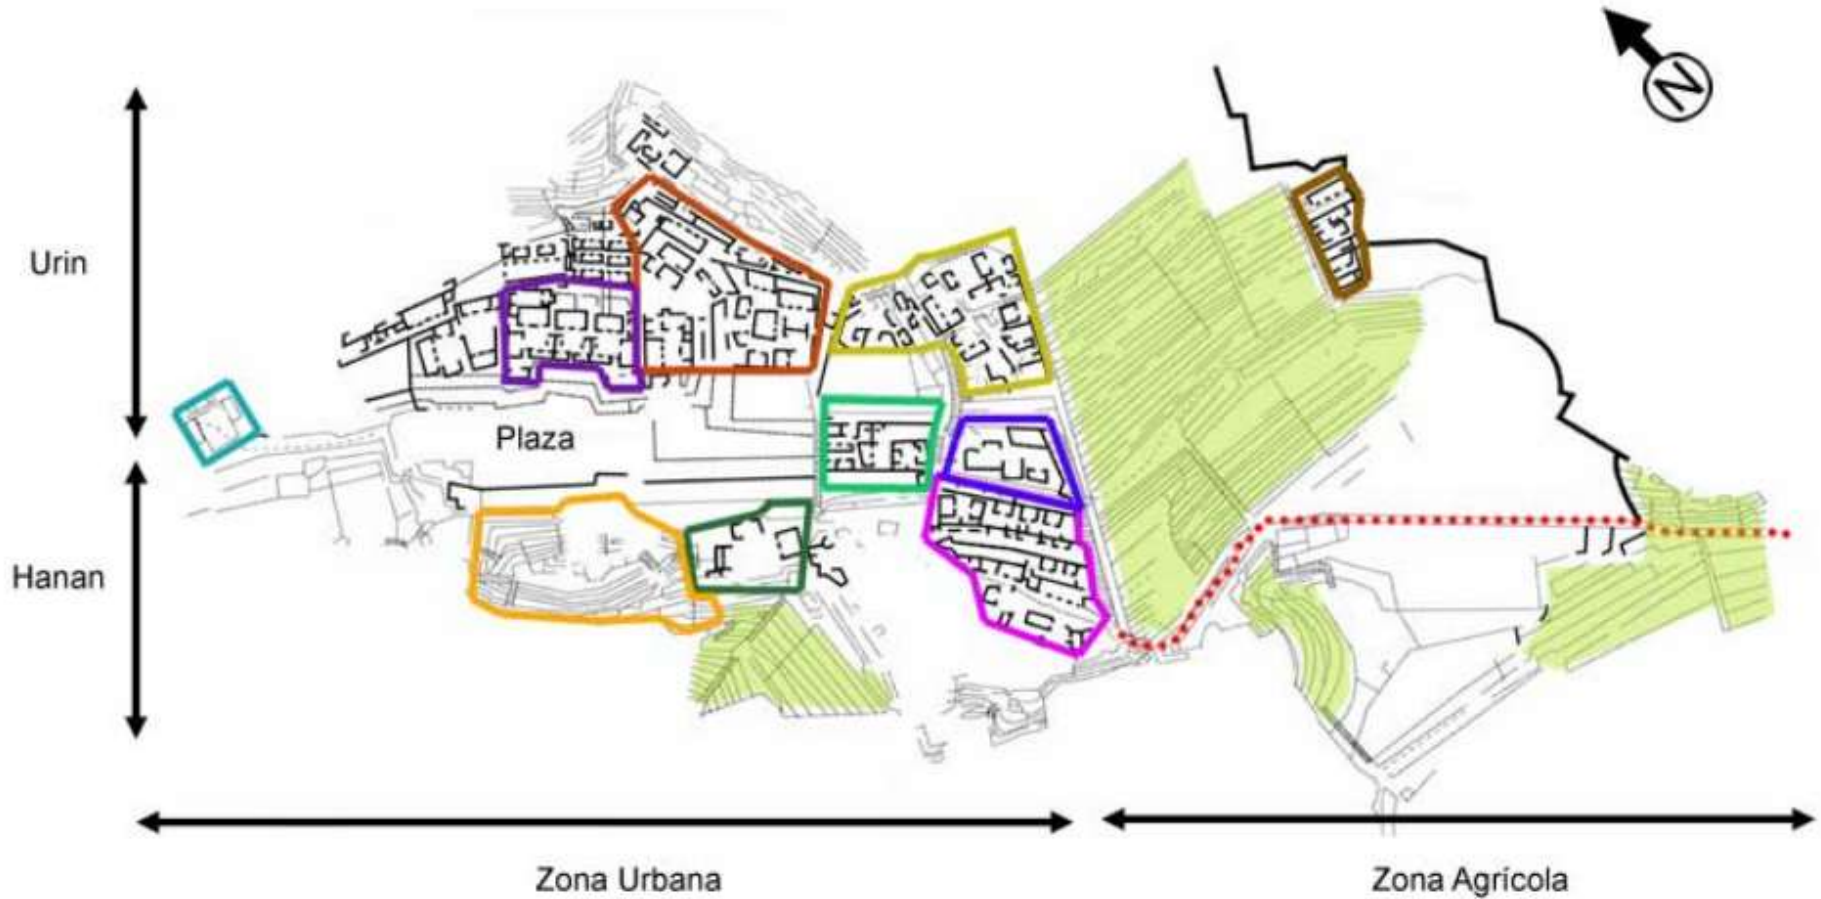 N
Urin
Plaza
Hanan
Zona Urbana
Zona Agrícola